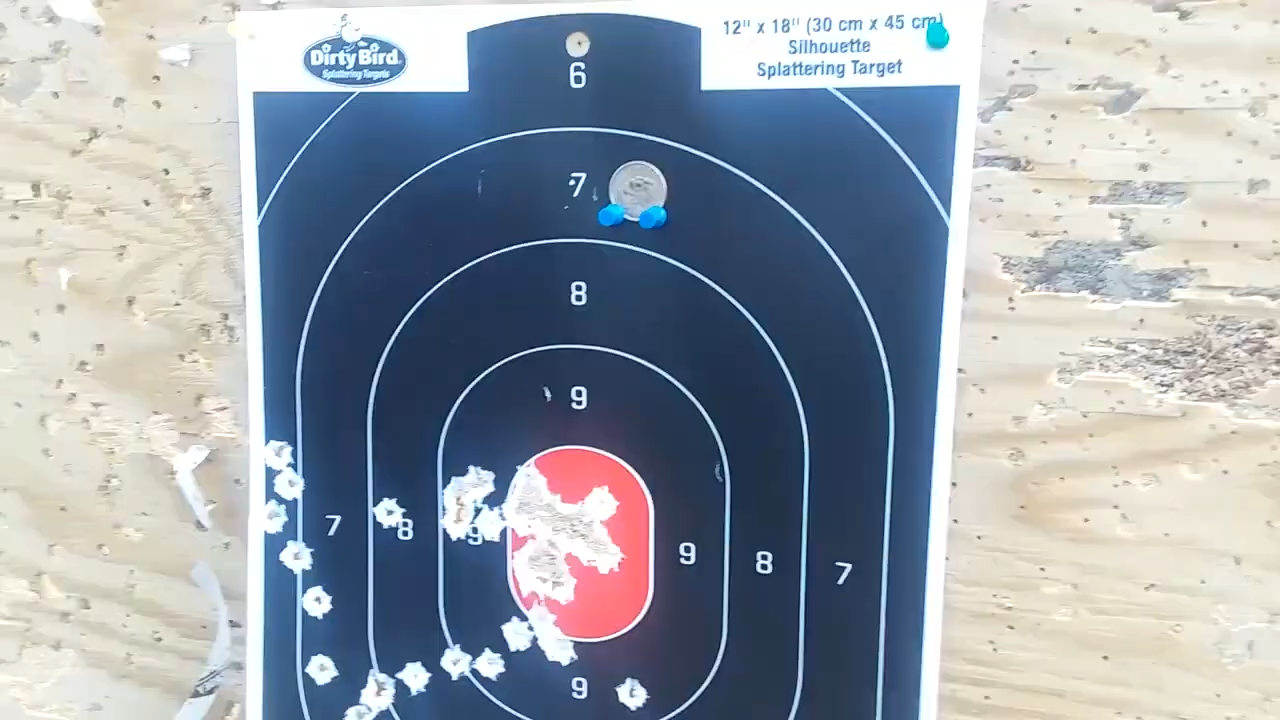 Dirty Bird
Splattering Targets
12" x 18" (30 cm x 45 cm)
Silhouette
Splattering Target
6
7
8
9
7
8
9
9
8
7
9